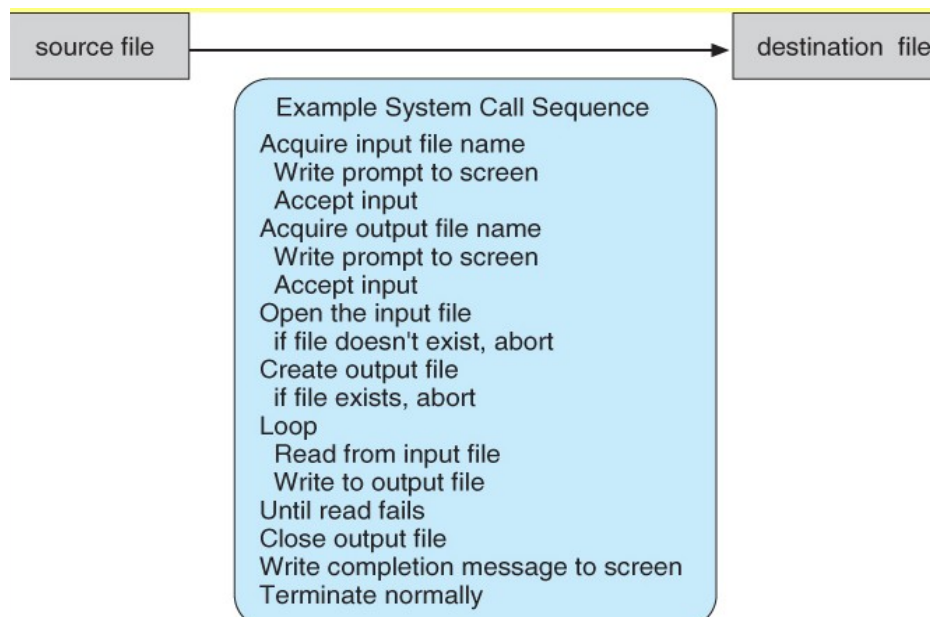 source file
destination file
Example System Call Sequence
Acquire input file name
Write prompt to screen
Accept input
Acquire output file name
Write prompt to screen
Accept input
Open the input file
if file doesn't exist, abort
Create output file
if file exists, abort
Loop
Read from input file
Write to output file
Until read fails
Close output file
Write completion message to screen
Terminate normally